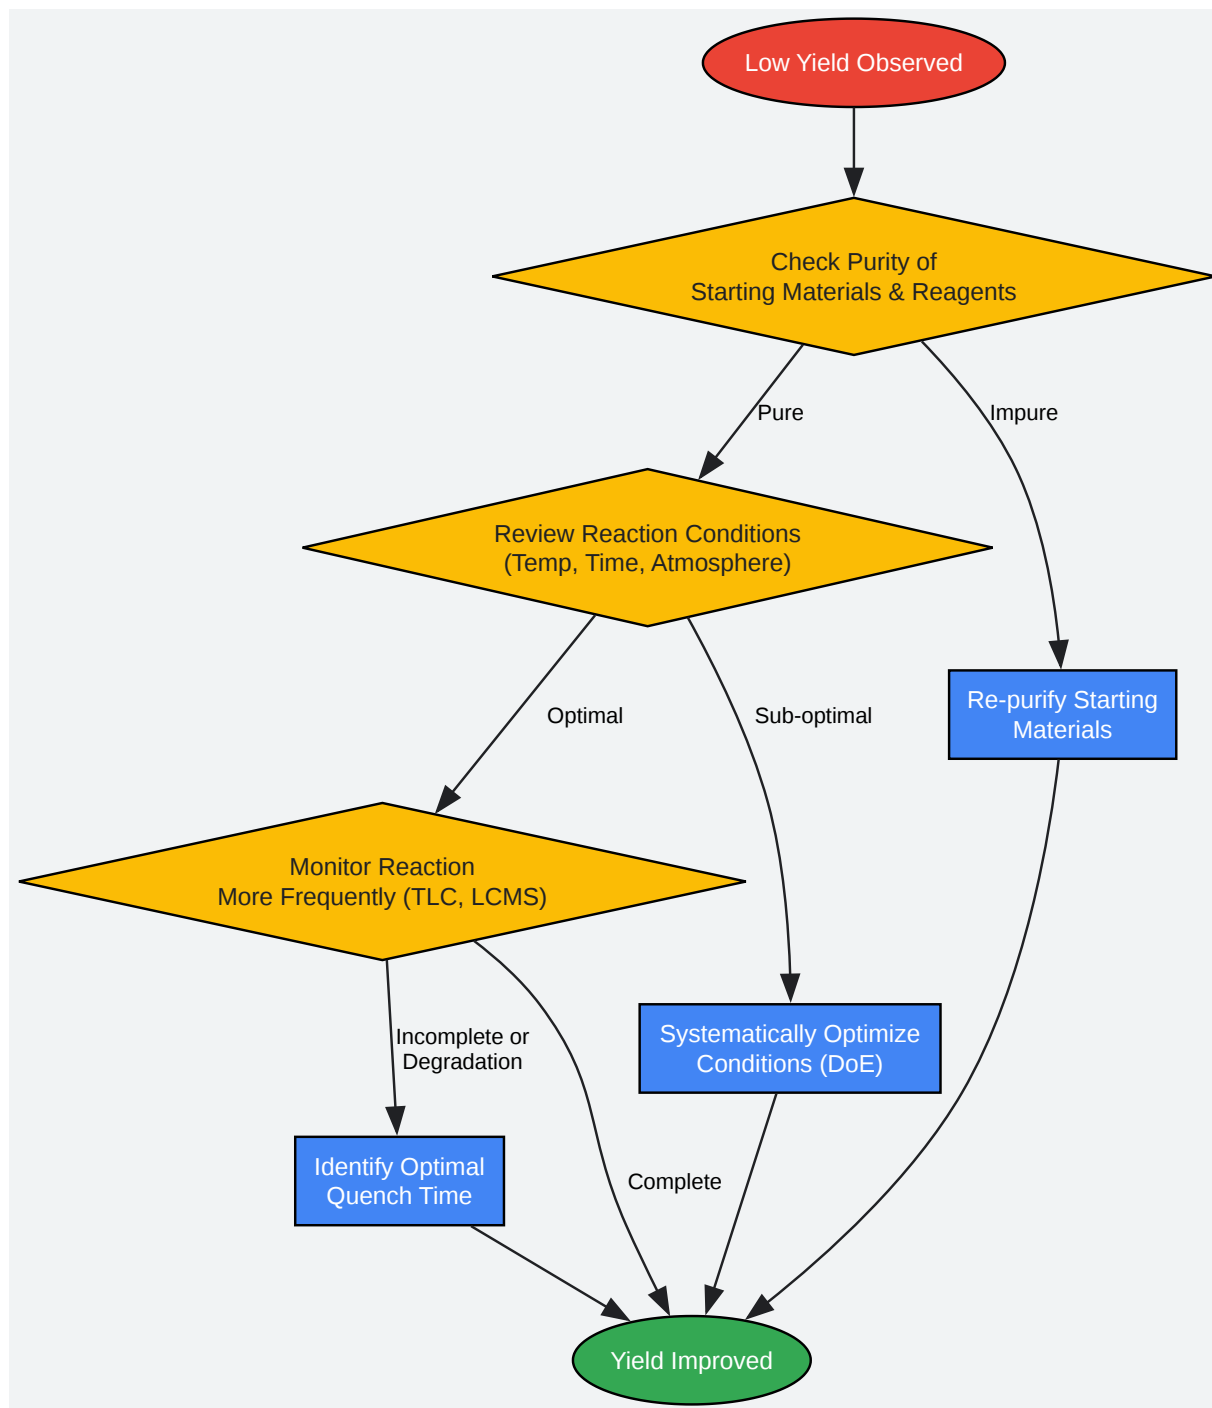 Low Yield Observed
Check Purity of
Starting Materials & Reagents
Pure
Impure
Review Reaction Conditions
(Temp, Time, Atmosphere)
Optimal
Sub-optimal
Re-purify Starting
Materials
Monitor Reaction
More Frequently (TLC, LCMS)
Incomplete or
Degradation
Systematically Optimize
Conditions (DoE)
Identify Optimal
Quench Time
Complete
Yield Improved